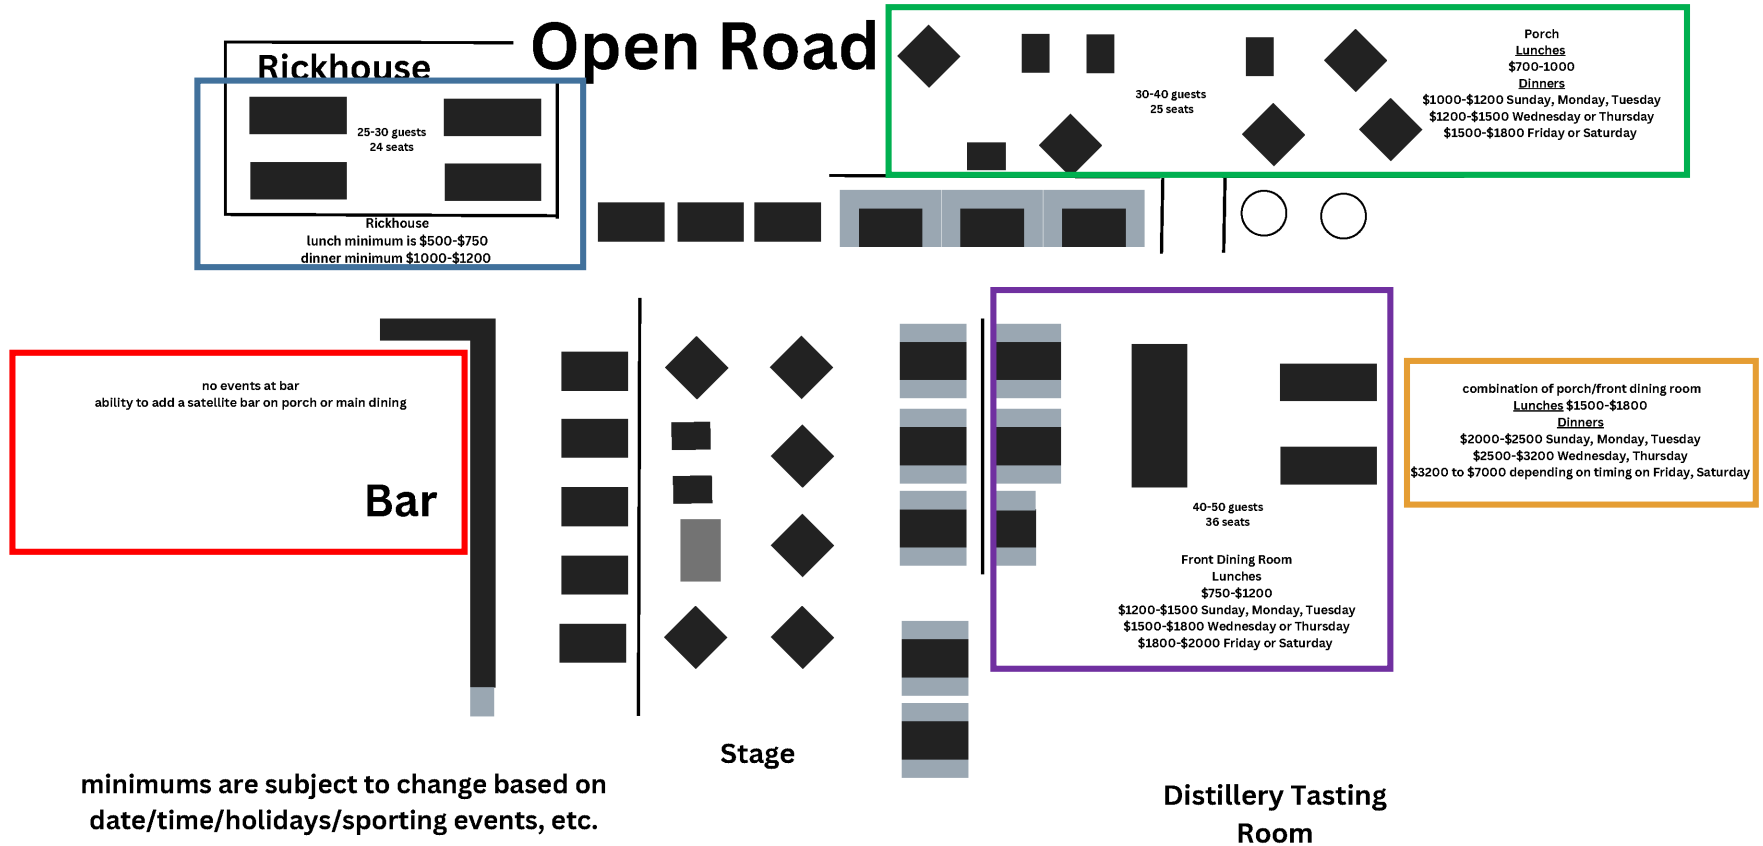 Open Road
Rickhouse
25-30 guests
24 seats
Rickhouse
lunch minimum is $500-$750
dinner minimum $1000-$1200
30-40 guests
25 seats
Porch
Lunches
$700-1000
Dinners
$1000-$1200 Sunday, Monday, Tuesday
$1200-$1500 Wednesday or Thursday
$1500-$1800 Friday or Saturday
no events at bar
ability to add a satellite bar on porch or main dining
Bar
40-50 guests
36 seats
Front Dining Room
Lunches
$750-$1200
$1200-$1500 Sunday, Monday, Tuesday
$1500-$1800 Wednesday or Thursday
$1800-$2000 Friday or Saturday
combination of porch/front dining room
Lunches $1500-$1800
Dinners
$2000-$2500 Sunday, Monday, Tuesday
$2500-$3200 Wednesday, Thursday
$3200 to $7000 depending on timing on Friday, Saturday
Stage
minimums are subject to change based on
date/time/holidays/sporting events, etc.
Distillery Tasting
Room